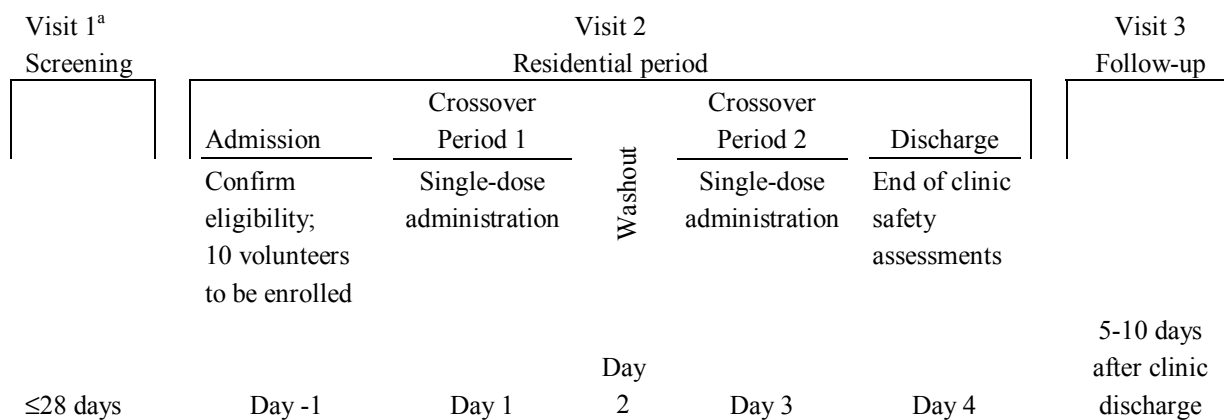 Visit 1a
Screening
Visit 2
Residential period
Visit 3
Follow-up
Admission
Confirm
eligibility;
10 volunteers
to be enrolled
Crossover
Period 1
Single-dose
administration
Washout
Crossover
Period 2
Single-dose
administration
Discharge
End of clinic
safety
assessments
≤28 days
Day -1
Day 1
Day
2
Day 3
Day 4
5-10 days
after clinic
discharge